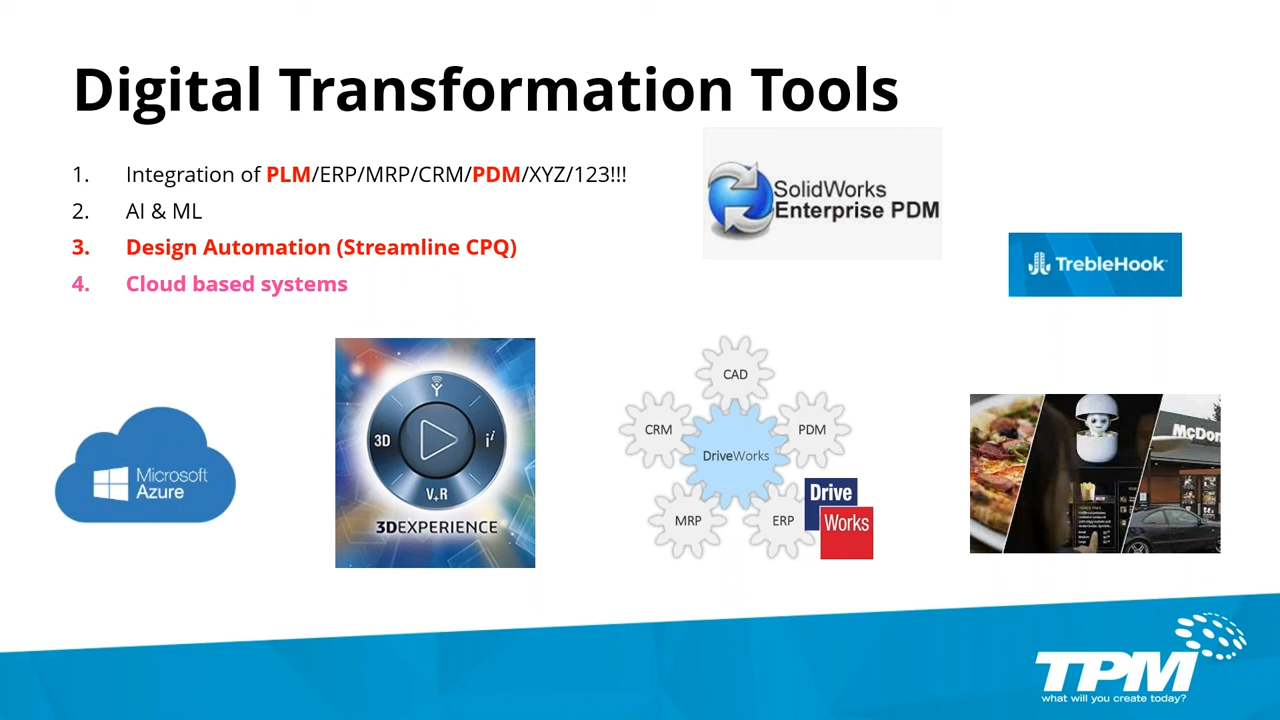 Digital Transformation Tools
1. Integration of PLM/ERP/MRP/CRM/PDM/XYZ/123!!!
2. AI & ML
3. Design Automation (Streamline CPQ)
4. Cloud based systems
SolidWorks
Enterprise PDM
TrebleHook
Microsoft
Azure
3D
i²
V+R
3DEXPERIENCE
CAD
CRM
PDM
DriveWorks
MRP
ERP
Drive
Works
McDon
TPM
what will you create today?